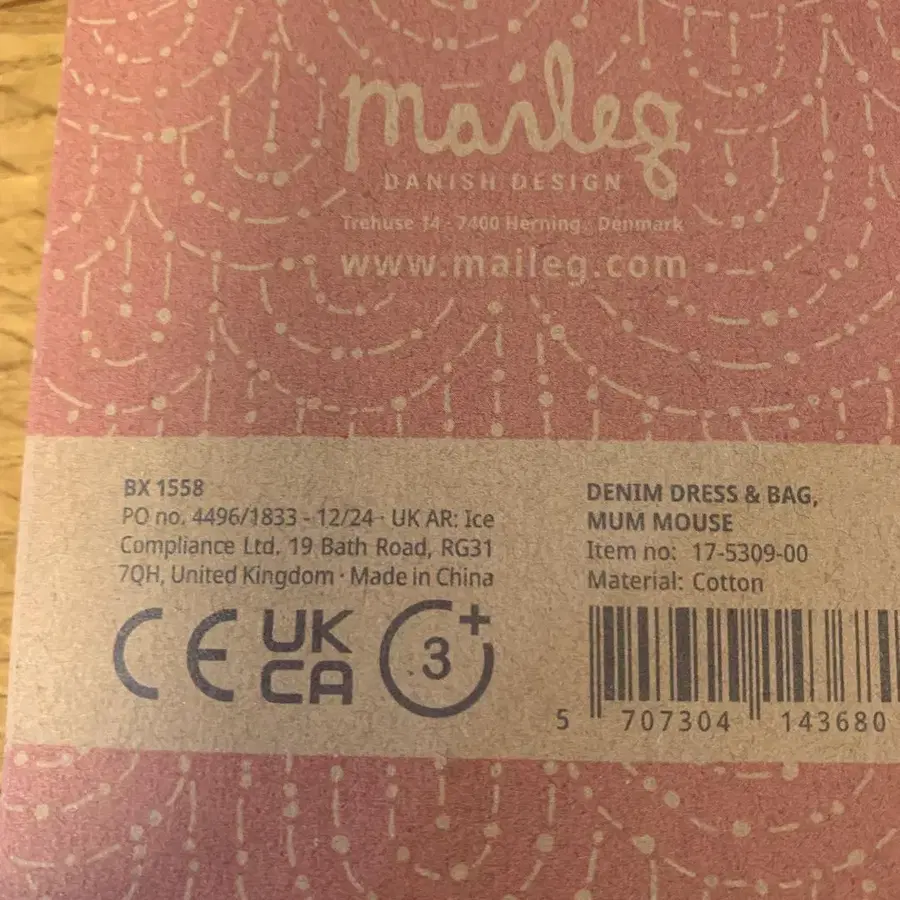 maileg
DANISH DESIGN
Trehuse 14 · 7400 Herning · Denmark
www.maileg.com
BX 1558
PO no. 4496/1833 - 12/24 · UK AR: Ice
Compliance Ltd. 19 Bath Road, RG31
7QH, United Kingdom · Made in China
CE UK
CA 3+
DENIM DRESS & BAG,
MUM MOUSE
Item no: 17-5309-00
Material: Cotton
5 707304 143680